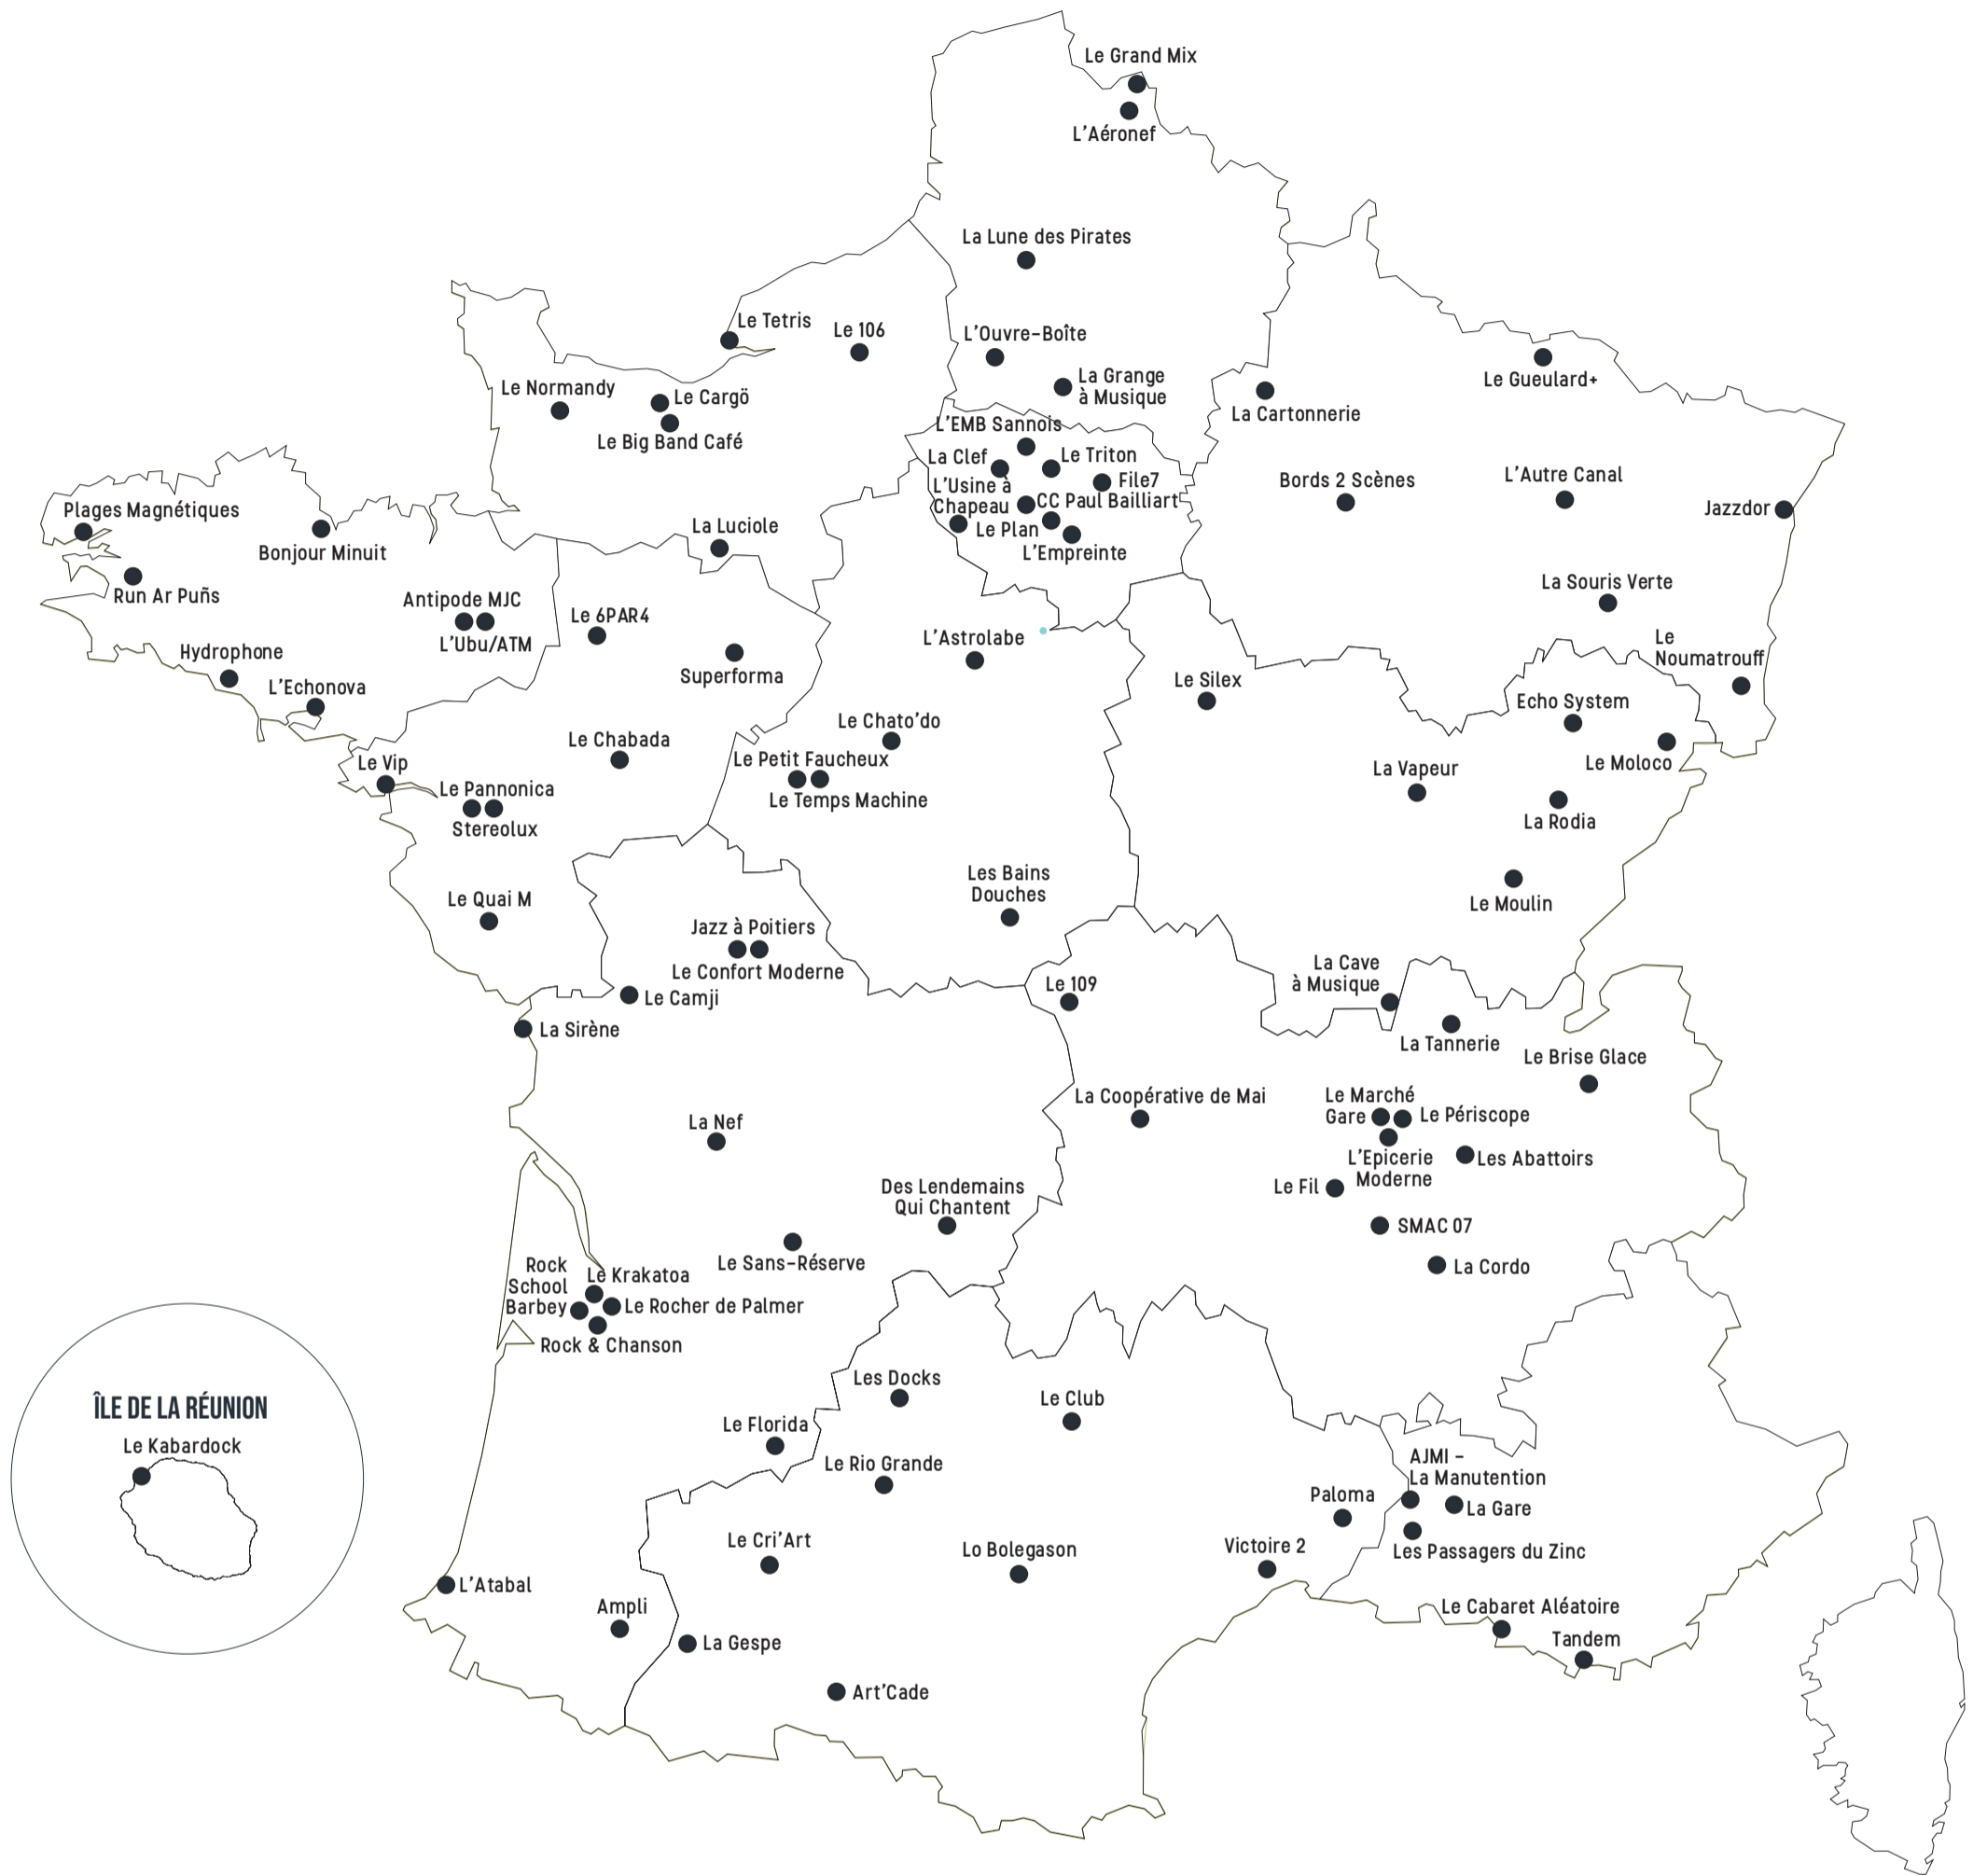 Le Grand Mix
L'Aéronef
La Lune des Pirates
Le Tetris
Le 106
L'Ouvre-Boîte
La Grange
à Musique
Le Gueulard+
Le Normandy
Le Cargö
La Cartonnerie
Le Big Band Café
L'EMB Sannois
La Clef
Le Triton
File7
L'Usine à
Chapeau
CC Paul Bailliart
Le Plan
L'Empreinte
Bords 2 Scènes
L'Autre Canal
Jazzdor
Plages Magnétiques
Bonjour Minuit
La Luciole
Run Ar Puñs
Antipode MJC
L'Ubu/ATM
Le 6PAR4
La Souris Verte
L'Astrolabe
Le
Noumatrouff
Hydrophone
L'Echonova
Superforma
Le Silex
Echo System
Le Chato'do
Le Chabada
Le Petit Faucheux
Le Temps Machine
Le Vip
Le Pannonica
Stereolux
La Vapeur
Le Moloco
La Rodia
Le Quai M
Les Bains
Douches
Le Moulin
Jazz à Poitiers
Le Confort Moderne
Le Camji
La Sirène
Le 109
La Cave
à Musique
La Tannerie
Le Brise Glace
La Coopérative de Mai
Le Marché
Gare
Le Périscope
La Nef
L'Epicerie
Moderne
Les Abattoirs
Le Fil
Des Lendemains
Qui Chantent
SMAC 07
Le Sans-Réserve
La Cordo
Rock
School
Barbey
Le Krakatoa
Le Rocher de Palmer
Rock & Chanson
Les Docks
Le Club
Le Florida
Le Rio Grande
ÎLE DE LA RÉUNION
Le Kabardock
AJMI -
La Manutention
Paloma
La Gare
Les Passagers du Zinc
Le Cri'Art
Lo Bolegason
Victoire 2
L'Atabal
Ampli
Le Cabaret Aléatoire
La Gespe
Tandem
Art'Cade